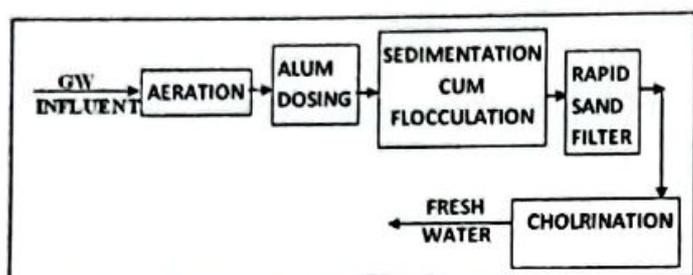 GW
INFLUENT
AERATION
ALUM
DOSING
SEDIMENTATION
CUM
FLOCCULATION
RAPID
SAND
FILTER
CHOLRINATION
FRESH
WATER